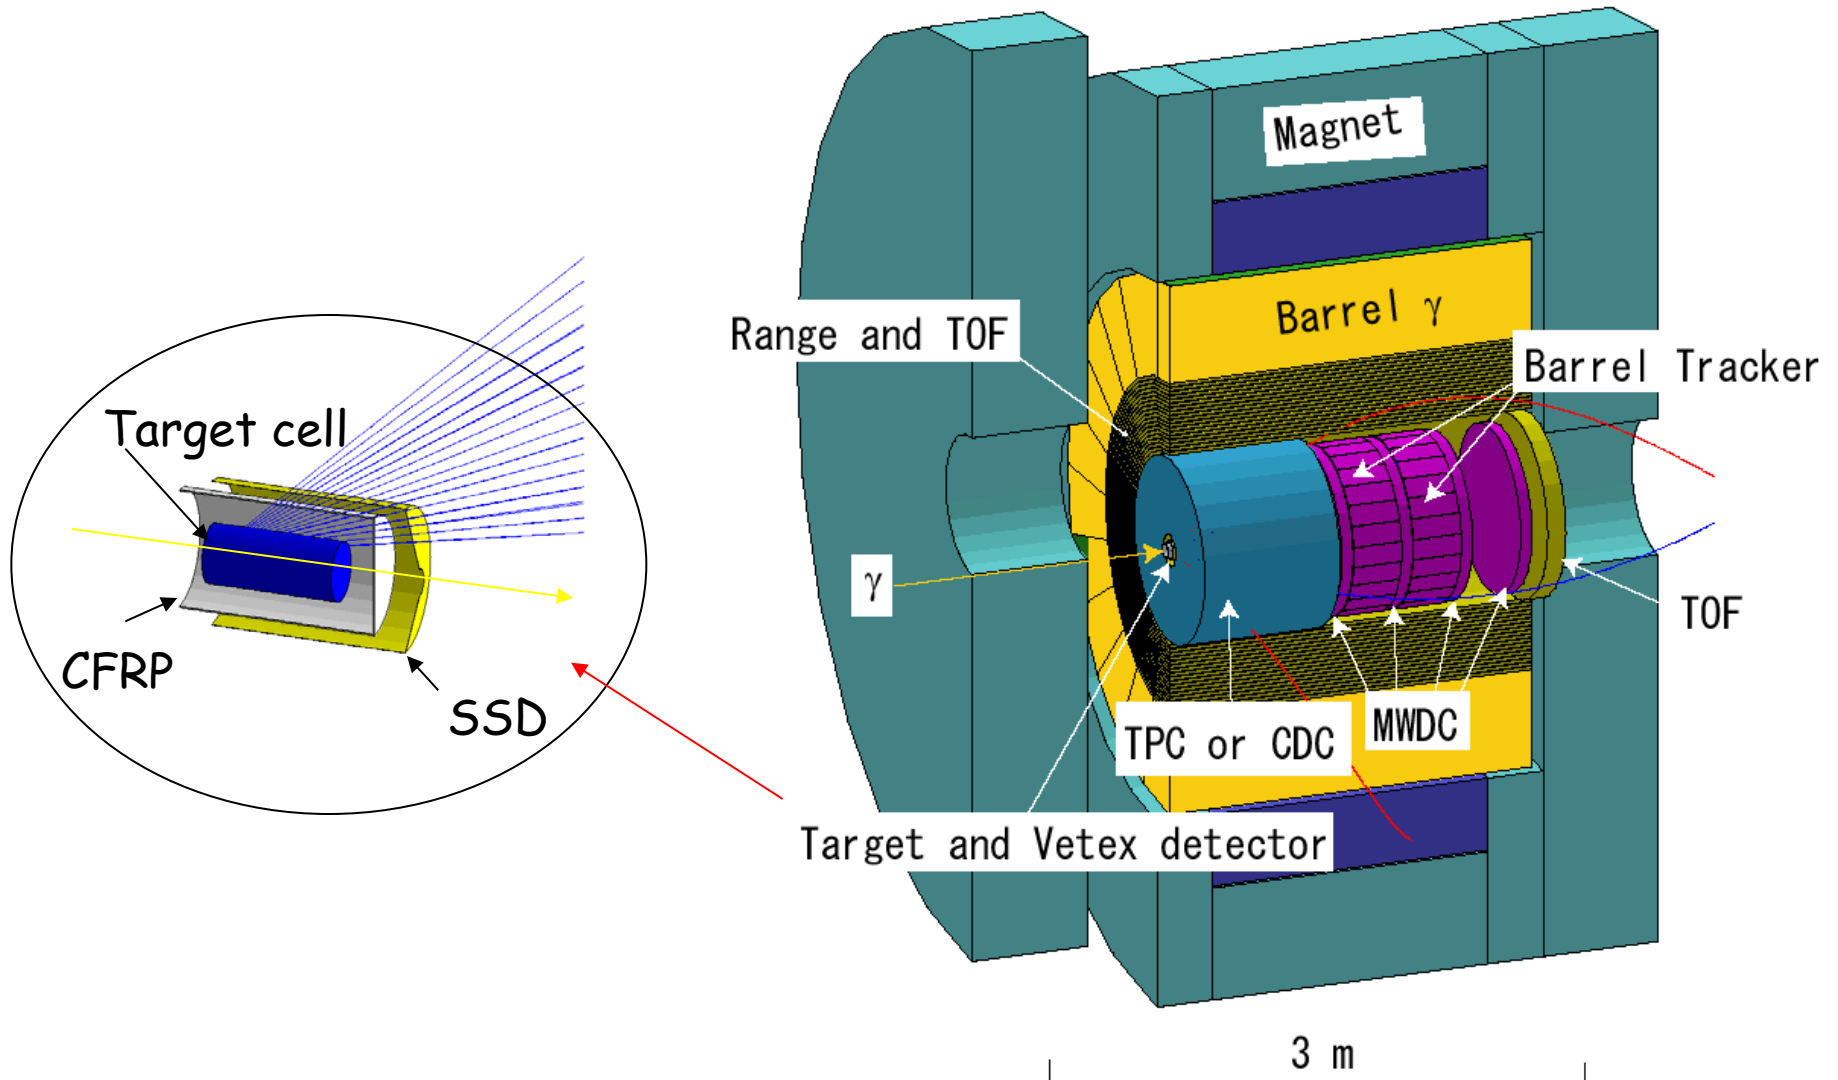 Magnet
Barrel γ
Range and TOF
Barrel Tracker
Target cell
γ
TOF
CFRP
SSD
MWDC
TPC or CDC
Target and Vetex detector
3 m